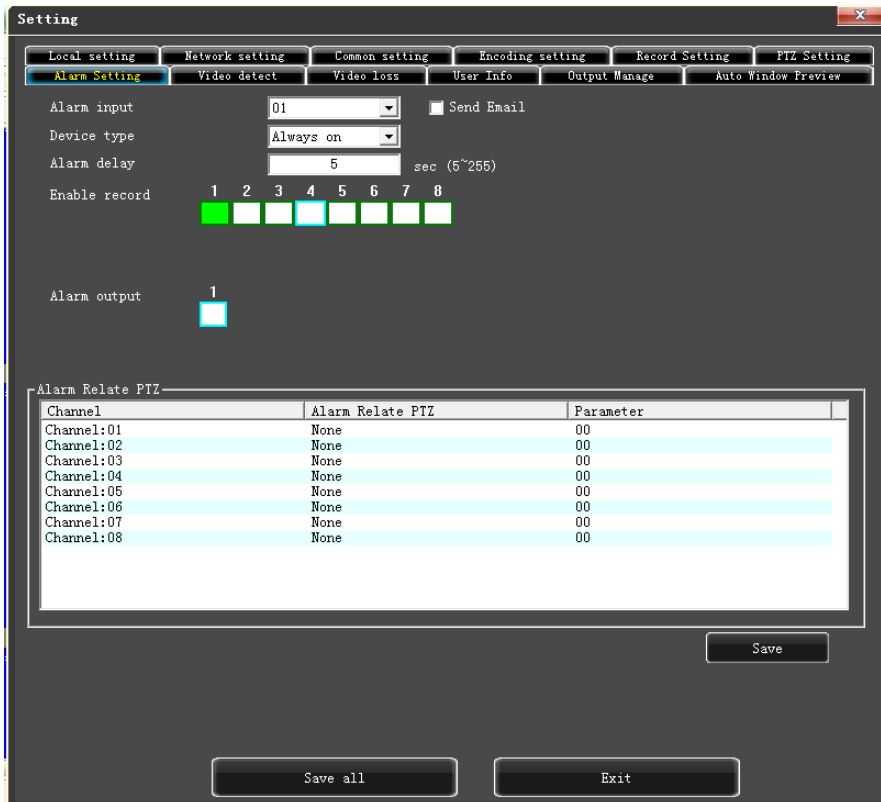 Setting
Local setting Network setting Common setting Encoding setting Record Setting PTZ Setting
Alarm Setting Video detect Video loss User Info Output Manage Auto Window Preview
Alarm input 01 Send Email
Device type Always on
Alarm delay 5 sec (5~255)
1 2 3 4 5 6 7 8
Enable record
1
Alarm output
Alarm Relate PTZ
Channel Alarm Relate PTZ Parameter
Channel:01 None 00
Channel:02 None 00
Channel:03 None 00
Channel:04 None 00
Channel:05 None 00
Channel:06 None 00
Channel:07 None 00
Channel:08 None 00
Save
Save all Exit